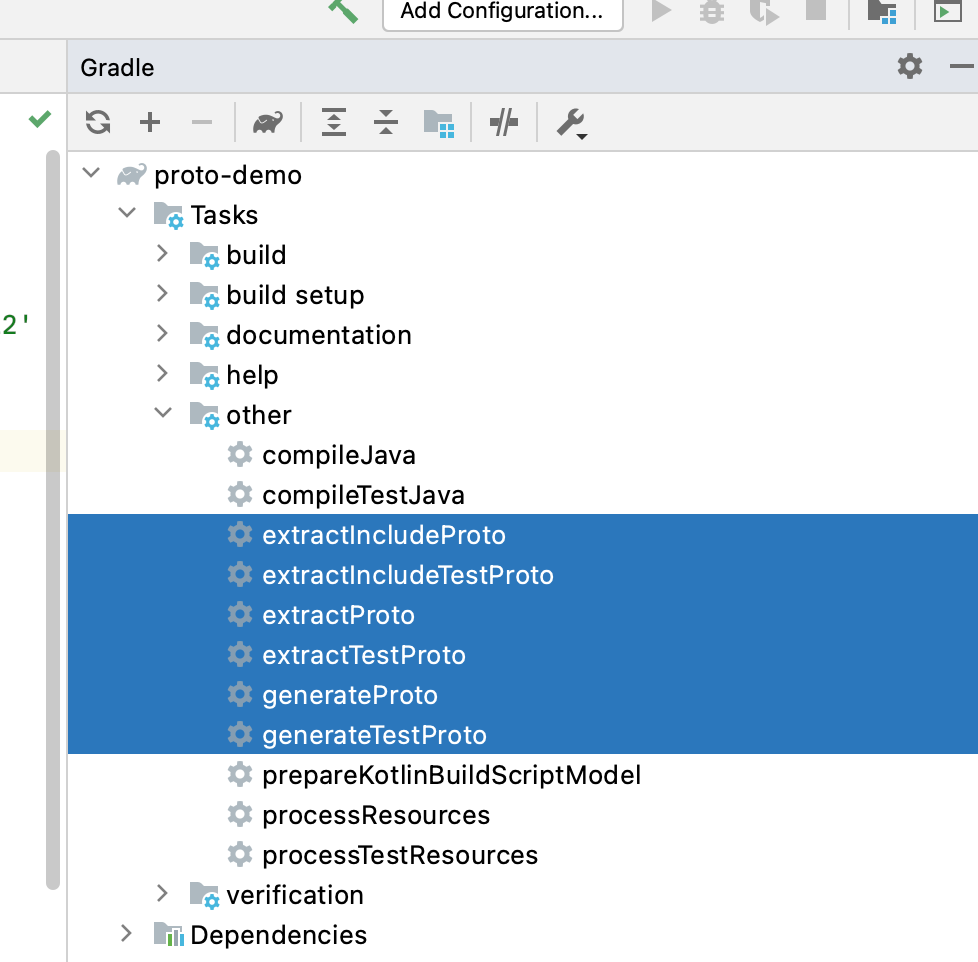 Add Configuration...
Gradle
proto-demo
Tasks
build
build setup
2'
documentation
help
other
compileJava
compileTestJava
extractIncludeProto
extractIncludeTestProto
extractProto
extractTestProto
generateProto
generateTestProto
prepareKotlinBuildScriptModel
processResources
processTestResources
verification
Dependencies